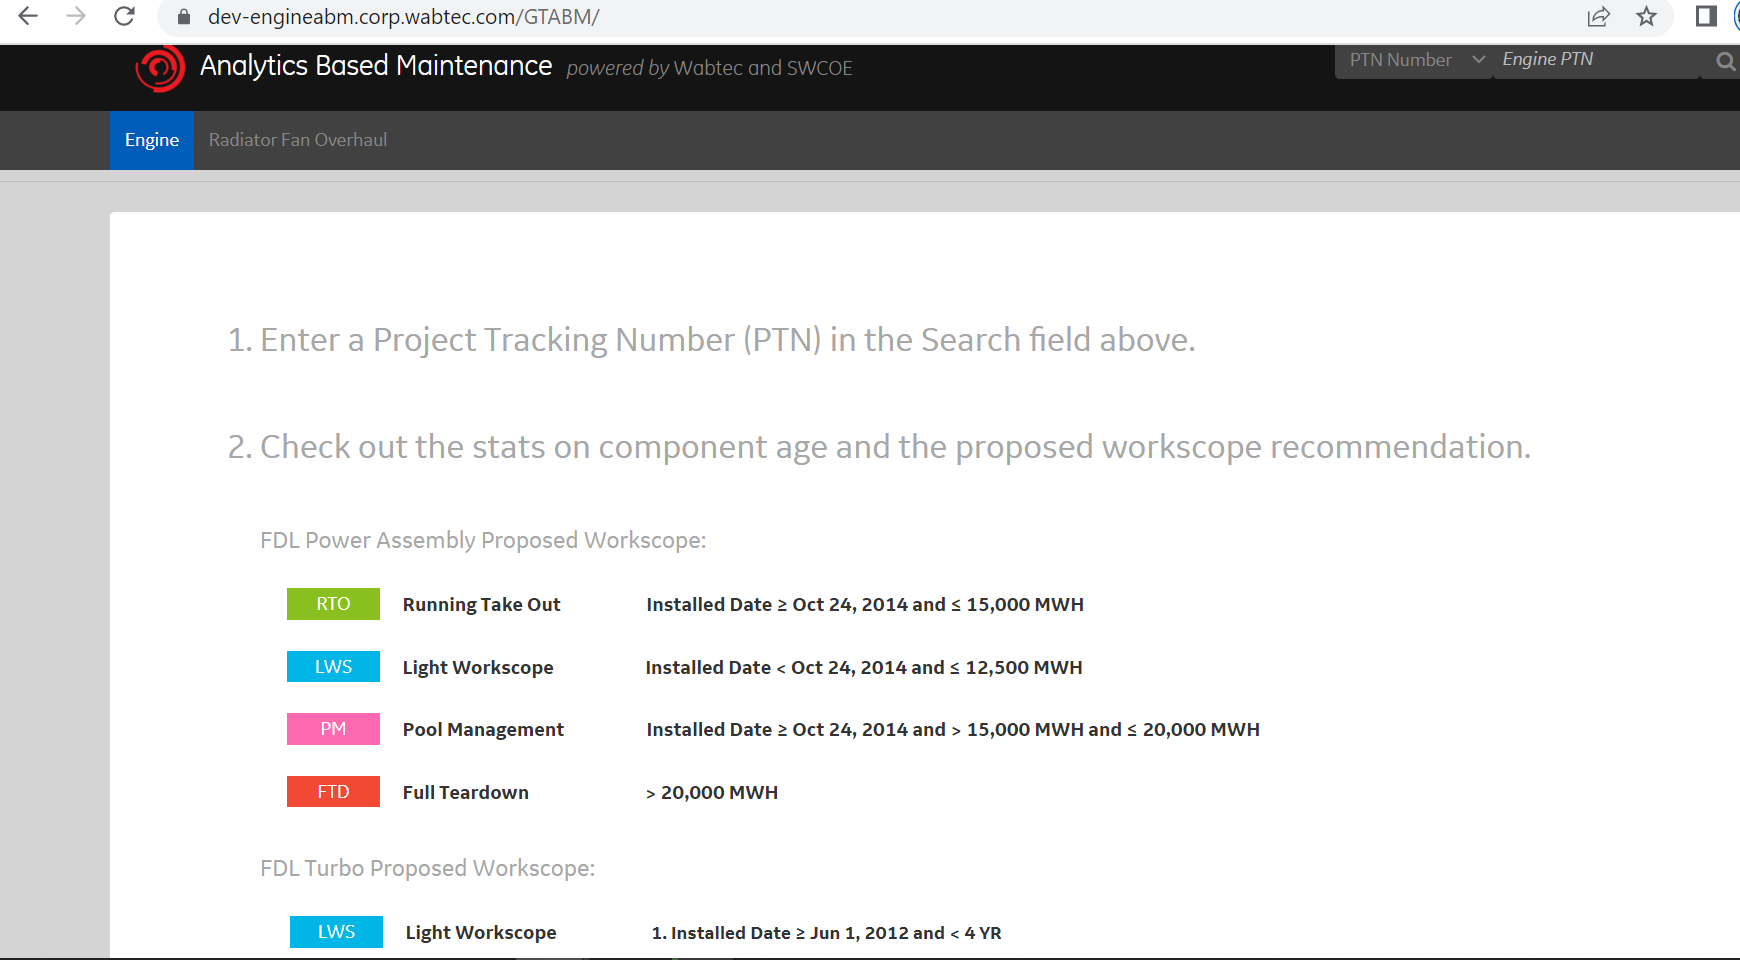 dev-engineabm.corp.wabtec.com/GTABM/
Analytics Based Maintenance powered by Wabtec and SWCOE
PTN Number Engine PTN
Engine Radiator Fan Overhaul
1. Enter a Project Tracking Number (PTN) in the Search field above.
2. Check out the stats on component age and the proposed workscope recommendation.
FDL Power Assembly Proposed Workscope:
RTO Running Take Out Installed Date ≥ Oct 24, 2014 and ≤ 15,000 MWH
LWS Light Workscope Installed Date < Oct 24, 2014 and ≤ 12,500 MWH
PM Pool Management Installed Date ≥ Oct 24, 2014 and > 15,000 MWH and ≤ 20,000 MWH
FTD Full Teardown > 20,000 MWH
FDL Turbo Proposed Workscope:
LWS Light Workscope 1. Installed Date ≥ Jun 1, 2012 and < 4 YR